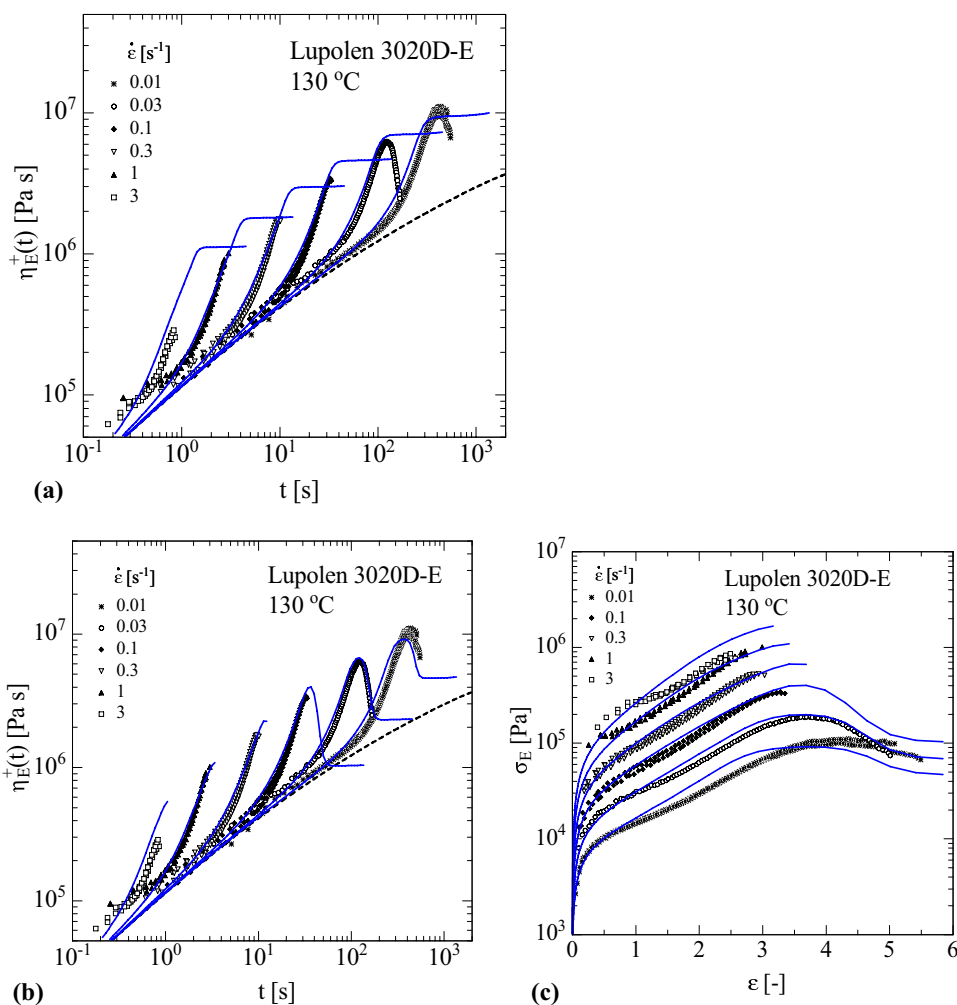 10⁷
10⁶
10⁵
η_E⁺(t) [Pa s]
ε̇ [s⁻¹]
0.01
0.03
0.1
0.3
1
3
Lupolen 3020D-E
130 °C
10⁻¹ 10⁰ 10¹ 10² 10³
t [s]
(a)
10⁷
10⁶
10⁵
η_E⁺(t) [Pa s]
ε̇ [s⁻¹]
0.01
0.03
0.1
0.3
1
3
Lupolen 3020D-E
130 °C
10⁻¹ 10⁰ 10¹ 10² 10³
t [s]
(b)
10⁷
10⁶
10⁵
10⁴
10³
σ_E [Pa]
ε̇ [s⁻¹]
0.01
0.1
0.3
1
3
Lupolen 3020D-E
130 °C
0 1 2 3 4 5 6
ε [-]
(c)